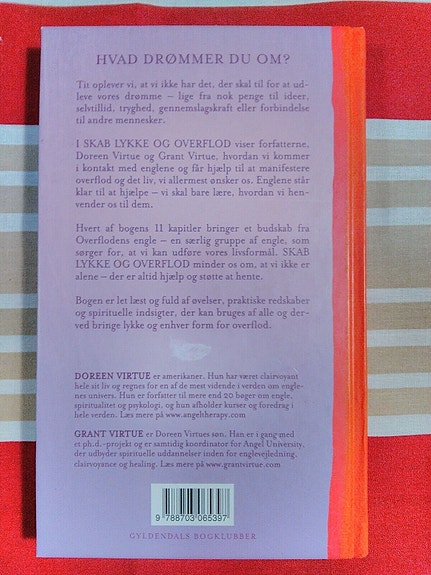 HVAD DRØMMER DU OM?
Tit oplever vi, at vi ikke har det, der skal til for at ud-
leve vores drømme – lige fra nok penge til ideer,
selvtillid, tryghed, gennemslagskraft eller forbindelse
til andre mennesker.
I SKAB LYKKE OG OVERFLOD viser forfatterne,
Doreen Virtue og Grant Virtue, hvordan vi kommer
i kontakt med englene og får hjælp til at manifestere
overflod og det liv, vi allermest ønsker os. Englene står
klar til at hjælpe – vi skal bare lære, hvordan vi hen-
vender os til dem.
Hvert af bogens 11 kapitler bringer et budskab fra
Overflodens engle – en særlig gruppe af engle, som
sørger for, at vi kan udføre vores livsformål. SKAB
LYKKE OG OVERFLOD minder os om, at vi ikke er
alene – der er altid hjælp og støtte at hente.
Bogen er let læst og fuld af øvelser, praktiske redskaber
og spirituelle indsigter, der kan bruges af alle og der-
ved bringe lykke og enhver form for overflod.
DOREEN VIRTUE er amerikaner. Hun har været clairvoyant
hele sit liv og regnes for en af de mest vidende i verden om engle-
nes univers. Hun er forfatter til mere end 20 bøger om engle,
spiritualitet og psykologi, og hun afholder kurser og foredrag i
hele verden. Læs mere på www.angeltherapy.com
GRANT VIRTUE er Doreen Virtues søn. Han er i gang med
et ph.d.-projekt og er samtidig koordinator for Angel University,
der udbyder spirituelle uddannelser inden for englevejledning,
clairvoyance og healing. Læs mere på www.grantvirtue.com
9 788703 065397
GYLDENDALS BOGKLUBBER